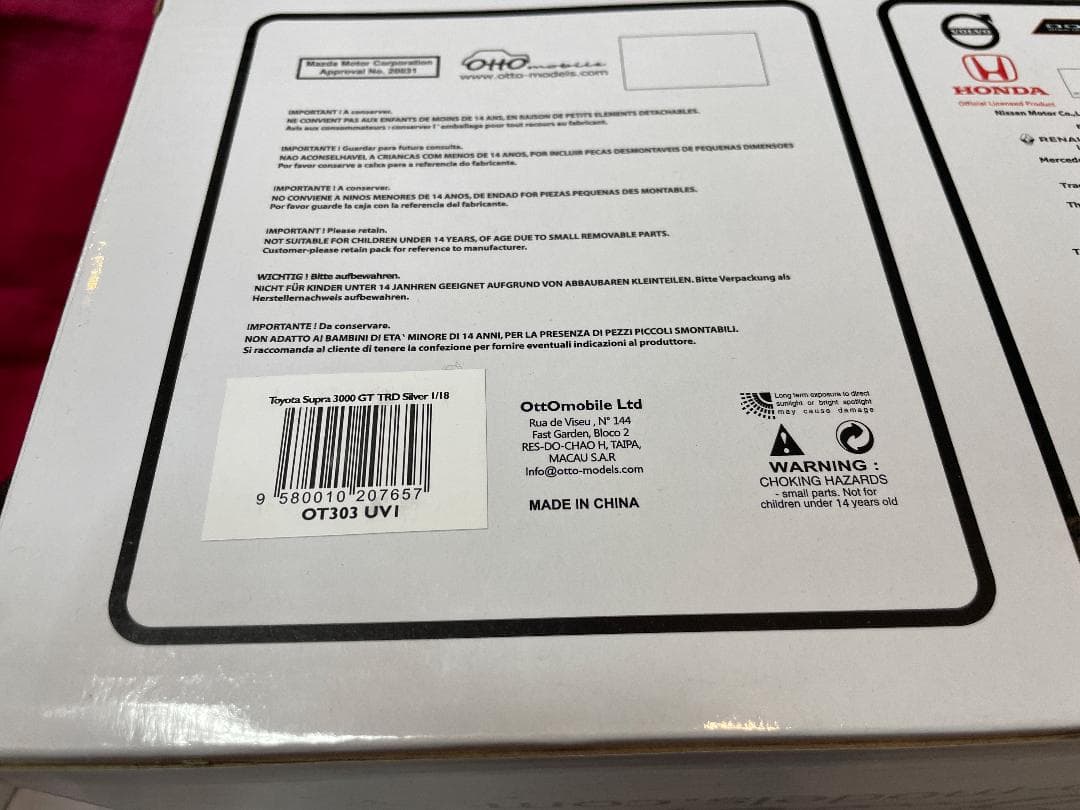 Mazda Motor Corporation
Approval No. 28031
OTTOmobile
www.otto-models.com
IMPORTANT ! A conserver.
NE CONVIENT PAS AUX ENFANTS DE MOINS DE 14 ANS, EN RAISON DE PETITS ELEMENTS DETACHABLES.
Avis aux consommateurs : conserver l'emballage pour tout recours au fabricant.
IMPORTANTE ! Guarder para futura consulta.
NAO ACONSELHAVEL A CRIANCAS COM MENOS DE 14 ANOS, POR INCLUIR PECAS DESMONTAVEIS DE PEQUENAS DIMENSOES
Por favor conserve a caixa para a referencia do fabricante.
IMPORTANTE ! A conserver.
NO CONVIENE A NINOS MENORES DE 14 ANOS, DE ENDAD FOR PIEZAS PEQUENAS DES MONTABLES.
Por favor guarde la caja con la referencia del fabricante.
IMPORTANT ! Please retain.
NOT SUITABLE FOR CHILDREN UNDER 14 YEARS, OF AGE DUE TO SMALL REMOVABLE PARTS.
Customer-please retain pack for reference to manufacturer.
WICHTIG ! Bitte aufbewahren.
NICHT FÜR KINDER UNTER 14 JANHREN GEEIGNET AUFGRUND VON ABBAUBAREN KLEINTEILEN. Bitte Verpackung als
Herstellernachweis aufbewahren.
IMPORTANTE ! Da conservare.
NON ADATTO AI BAMBINI DI ETA' MINORE DI 14 ANNI, PER LA PRESENZA DI PEZZI PICCOLI SMONTABILI.
Si raccomanda al cliente di tenere la confezione per fornire eventuali indicazioni al produttore.
Toyota Supra 3000 GT TRD Silver 1/18
9 580010 207657
OT303 UV1
OttOmobile Ltd
Rua de Viseu , N° 144
Fast Garden, Bloco 2
RES-DO-CHAO H, TAIPA,
MACAU S.A.R
Info@otto-models.com
MADE IN CHINA
Long term exposure to direct
sunlight or bright spotlight
may cause damage
WARNING :
CHOKING HAZARDS
- small parts. Not for
children under 14 years old
VOLVO
HONDA
Official Licensed Product
Nissan Motor Co.,L
RENA
Merced
Tra
Th